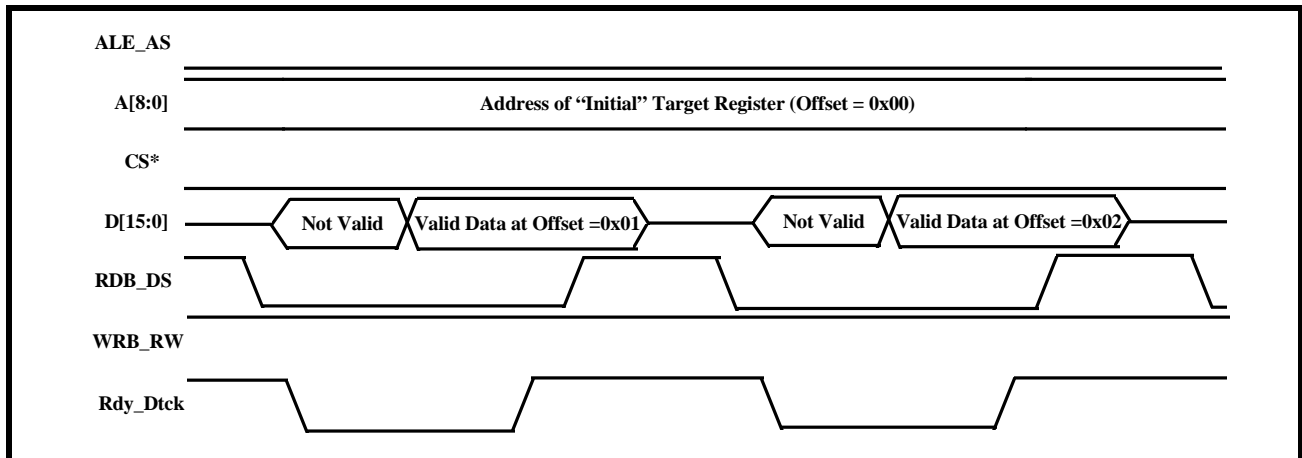 ALE_AS
A[8:0] Address of “Initial” Target Register (Offset = 0x00)
CS*
D[15:0] Not Valid Valid Data at Offset =0x01 Not Valid Valid Data at Offset =0x02
RDB_DS
WRB_RW
Rdy_Dtck